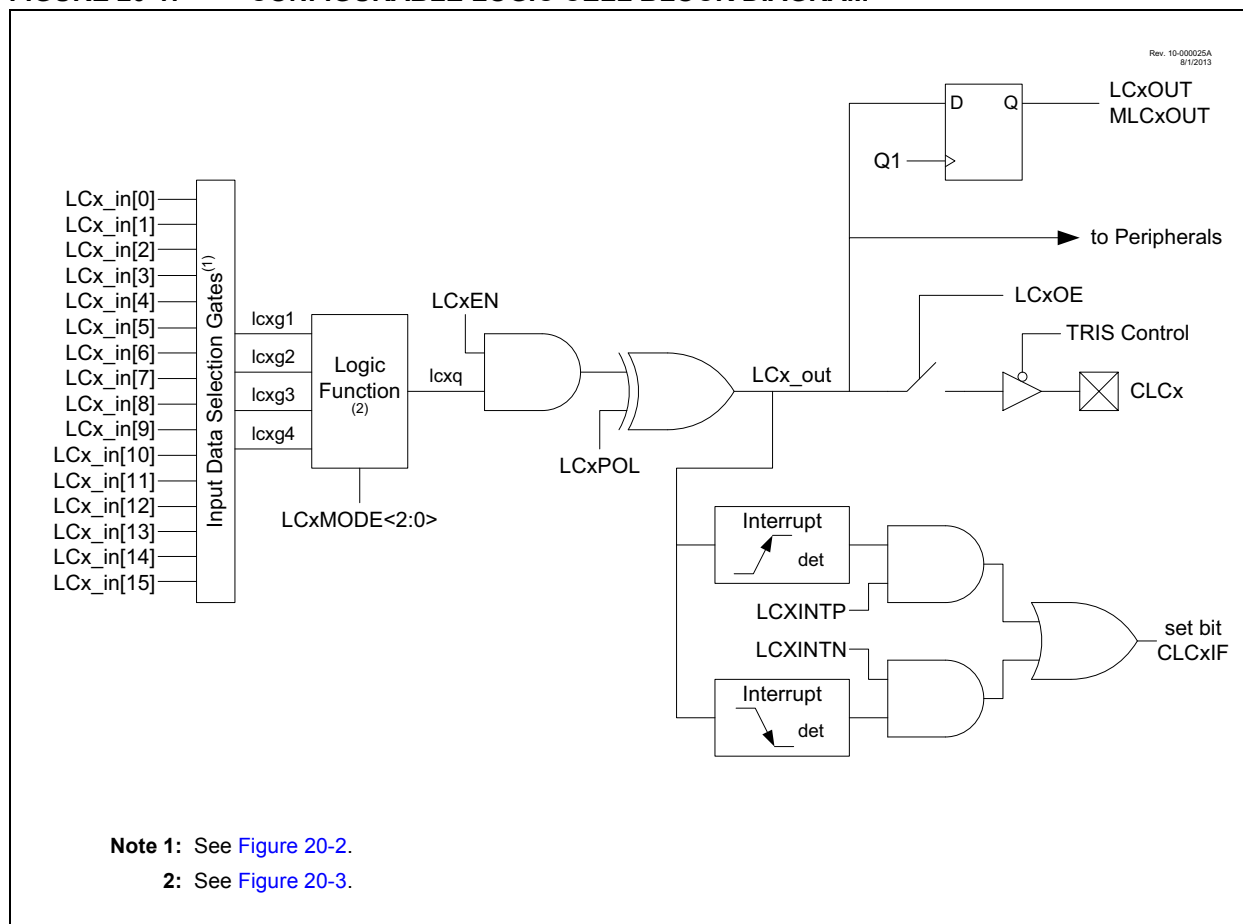 Rev. 10-000025A
8/1/2013
LCxOUT
MLCxOUT
D
Q
Q1
to Peripherals
LCx_in[0]
LCx_in[1]
LCx_in[2]
LCx_in[3]
LCx_in[4]
LCx_in[5]
LCx_in[6]
LCx_in[7]
LCx_in[8]
LCx_in[9]
LCx_in[10]
LCx_in[11]
LCx_in[12]
LCx_in[13]
LCx_in[14]
LCx_in[15]
Input Data Selection Gates(1)
lcxg1
lcxg2
lcxg3
lcxg4
Logic
Function
(2)
LCxMODE<2:0>
lcxq
LCxEN
LCxPOL
LCx_out
LCxOE
TRIS Control
CLCx
Interrupt
det
LCXINTP
LCXINTN
Interrupt
det
set bit
CLCxIF
Note 1: See Figure 20-2.
2: See Figure 20-3.